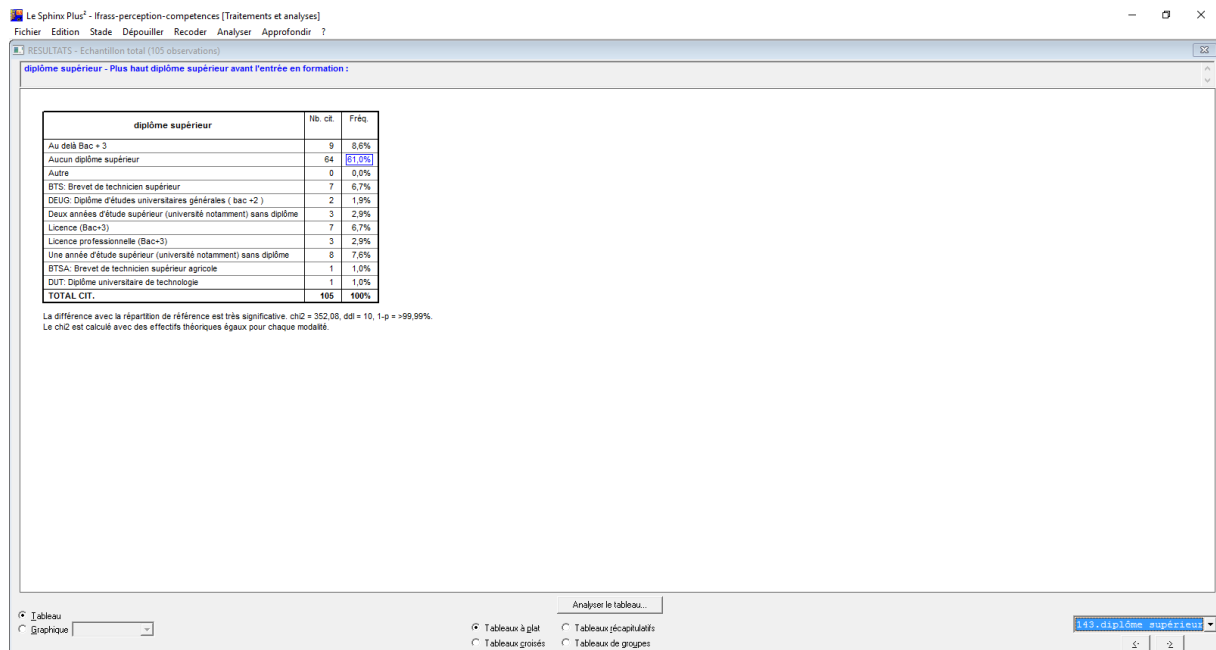 Le Sphinx Plus² - Ifrass-perception-competences [Traitements et analyses]
Fichier Edition Stade Dépouiller Recoder Analyser Approfondir ?
RESULTATS - Echantillon total (105 observations)
diplôme supérieur - Plus haut diplôme supérieur avant l'entrée en formation :
diplôme supérieur Nb. cit. Fréq.
Au delà Bac + 3 9 8,6%
Aucun diplôme supérieur 64 61,0%
Autre 0 0,0%
BTS: Brevet de technicien supérieur 7 6,7%
DEUG: Diplôme d'études universitaires générales ( bac +2 ) 2 1,9%
Deux années d'étude supérieur (université notamment) sans diplôme 3 2,9%
Licence (Bac+3) 7 6,7%
Licence professionnelle (Bac+3) 3 2,9%
Une année d'étude supérieur (université notamment) sans diplôme 8 7,6%
BTSA: Brevet de technicien supérieur agricole 1 1,0%
DUT: Diplôme universitaire de technologie 1 1,0%
TOTAL CIT. 105 100%
La différence avec la répartition de référence est très significative. chi2 = 352,08, ddl = 10, 1-p = >99,99%.
Le chi2 est calculé avec des effectifs théoriques égaux pour chaque modalité.
Analyser le tableau...
Tableau
Graphique
Tableaux à plat Tableaux récapitulatifs
Tableaux croisés Tableaux de groupes
143.diplôme supérieur
<- ->